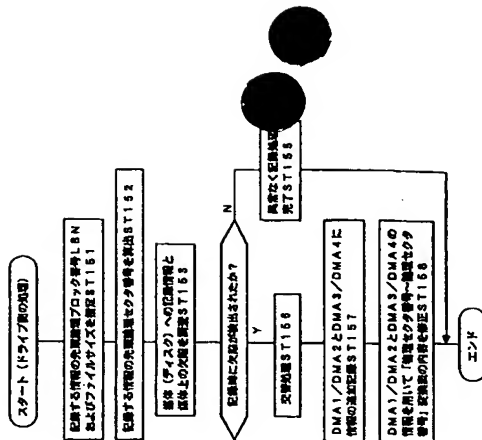 スタート（ドライブ側の処理）
記録する情報の先頭論理ブロック番号LBN
およびファイルサイズを指定ST151
記録する情報の先頭論理セクタ番号を算出ST152
媒体（ディスク）への記録情報と
媒体上の欠陥を
記録時に欠陥が検出されたか？
N
異常なく記録処理
完了ST155
Y
交替処理ST156
DMA1／DMA2とDMA3／DMA4に
情報の追加記録ST157
DMA1／DMA2とDMA3／DMA4の
情報を用いて「論理セクタ番号～物理セクタ
番号」変換表の内容を修正ST158
エンド